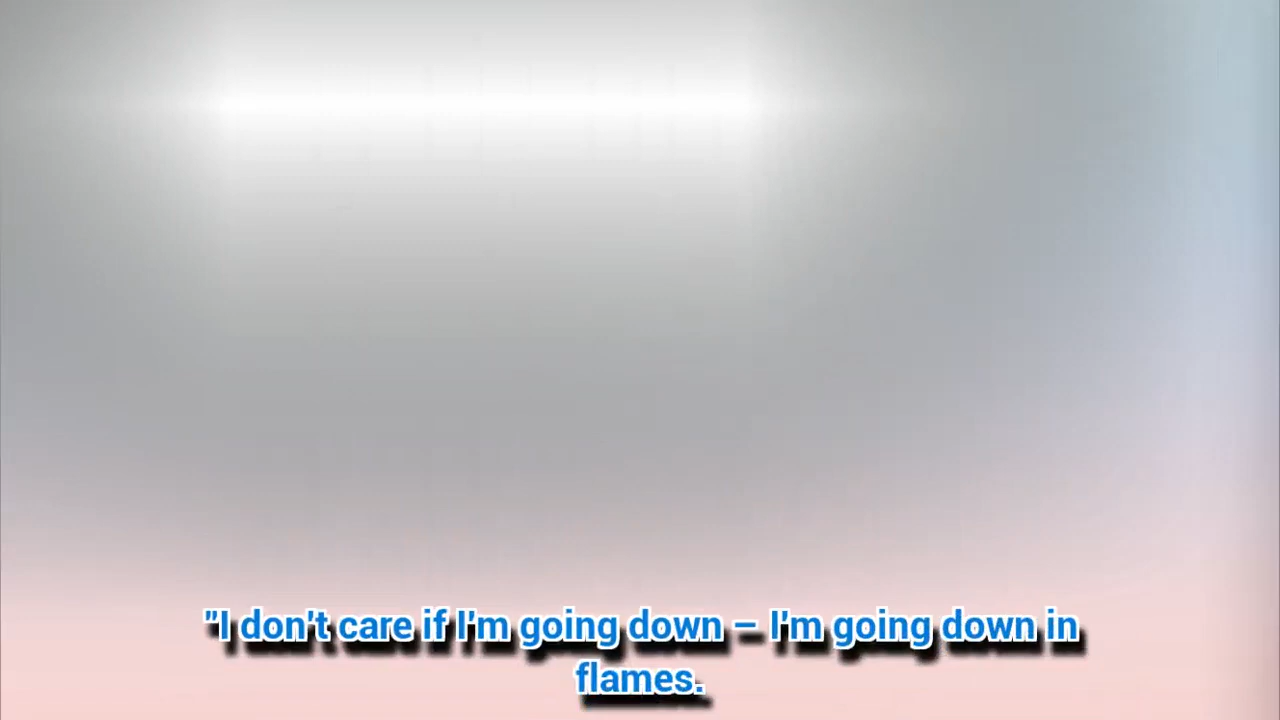 "I don't care if I'm going down – I'm going down in
flames.